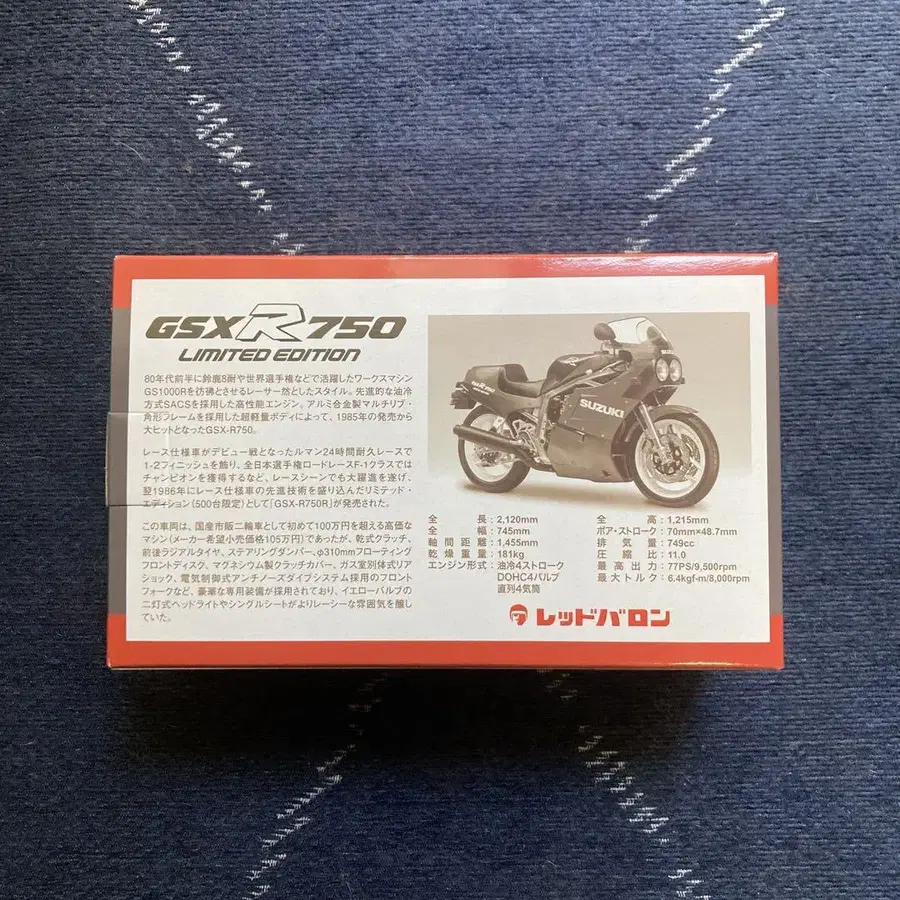 GSX R 750
LIMITED EDITION
80年代前半に鈴鹿8耐や世界選手権などで活躍したワークスマシン
GS1000Rを彷彿とさせるレーサー然としたスタイル。先進的な油冷
方式SACSを採用した高性能エンジン。アルミ合金製マルチリブ・
角形フレームを採用した超軽量ボディによって、1985年の発売から
大ヒットとなったGSX-R750。
レース仕様車がデビュー戦となったルマン24時間耐久レースで
1-2フィニッシュを飾り、全日本選手権ロードレースF-1クラスでは
チャンピオンを獲得するなど、レースシーンでも大躍進を遂げ、
翌1986年にレース仕様車の先進技術を盛り込んだリミテッド・
エディション(500台限定)として「GSX-R750R」が発売された。
この車両は、国産市販二輪車として初めて100万円を超える高価な
マシン(メーカー希望小売価格105万円)であったが、乾式クラッチ、
前後ラジアルタイヤ、ステアリングダンパー、φ310mmフローティング
フロントディスク、マグネシウム製クラッチカバー、ガス室別体式リア
ショック、電気制御式アンチノーズダイブシステム採用のフロント
フォークなど、豪華な専用装備が採用されており、イエローバルブの
二灯式ヘッドライトやシングルシートがよりレーシーな雰囲気を醸し
ていた。
SUZUKI
全長:2,120mm
全幅:745mm
軸間距離:1,455mm
乾燥重量:181kg
エンジン形式:油冷4ストローク
DOHC4バルブ
直列4気筒
全高:1,215mm
ボア・ストローク:70mm×48.7mm
排気量:749cc
圧縮比:11.0
最高出力:77PS/9,500rpm
最大トルク:6.4kgf-m/8,000rpm
レッドバロン